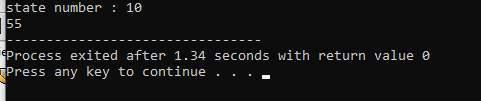 state number : 10
55
--------------------------------
Process exited after 1.34 seconds with return value 0
Press any key to continue . . .